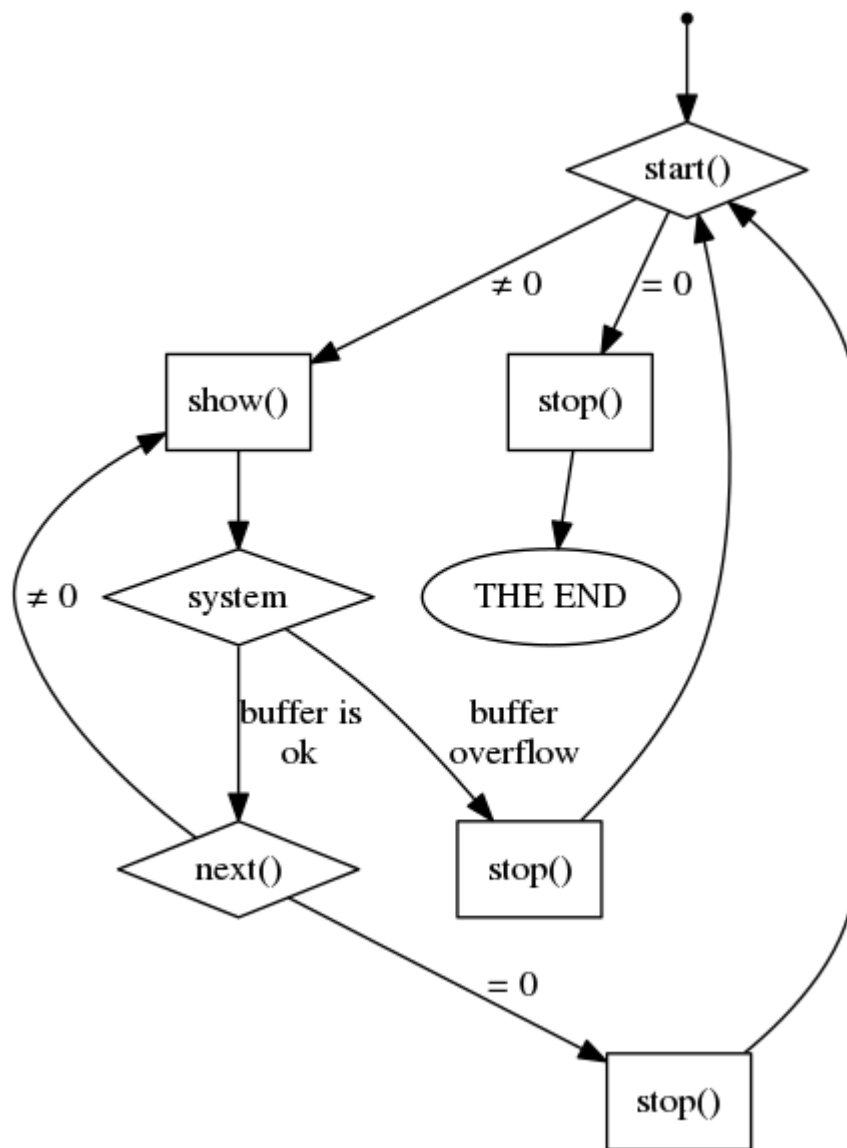 start()
≠ 0
= 0
show()
stop()
≠ 0
system
THE END
buffer is
ok
buffer
overflow
next()
stop()
= 0
stop()